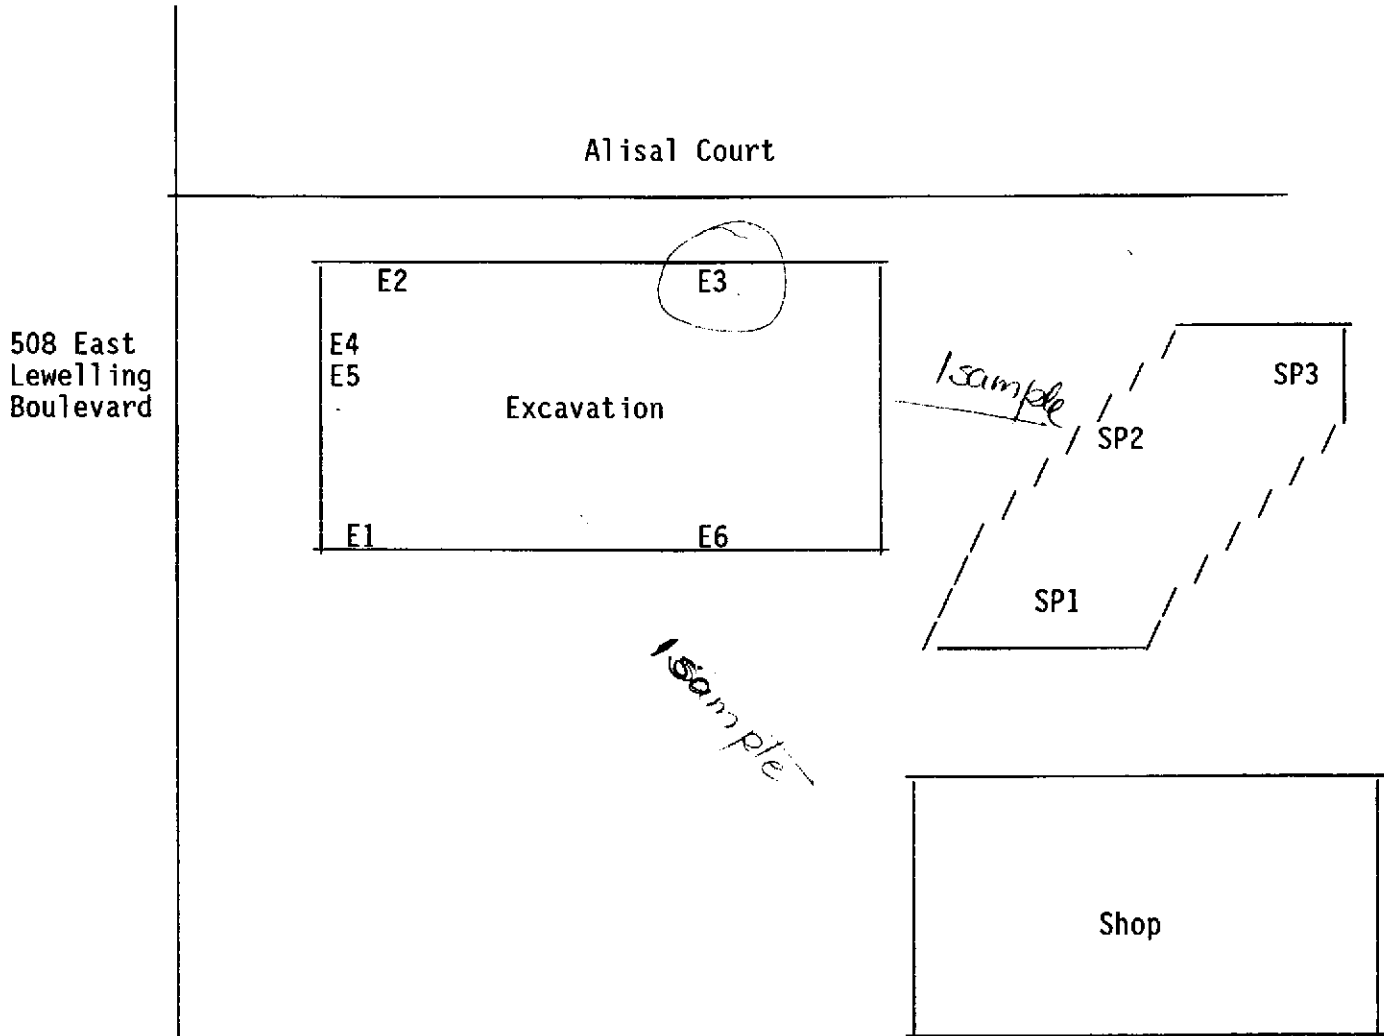 Alisal Court
E2
E3
508 East
Lewelling
Boulevard
E4
E5
Excavation
1 sample
SP3
SP2
E1
E6
SP1
1 sample
Shop